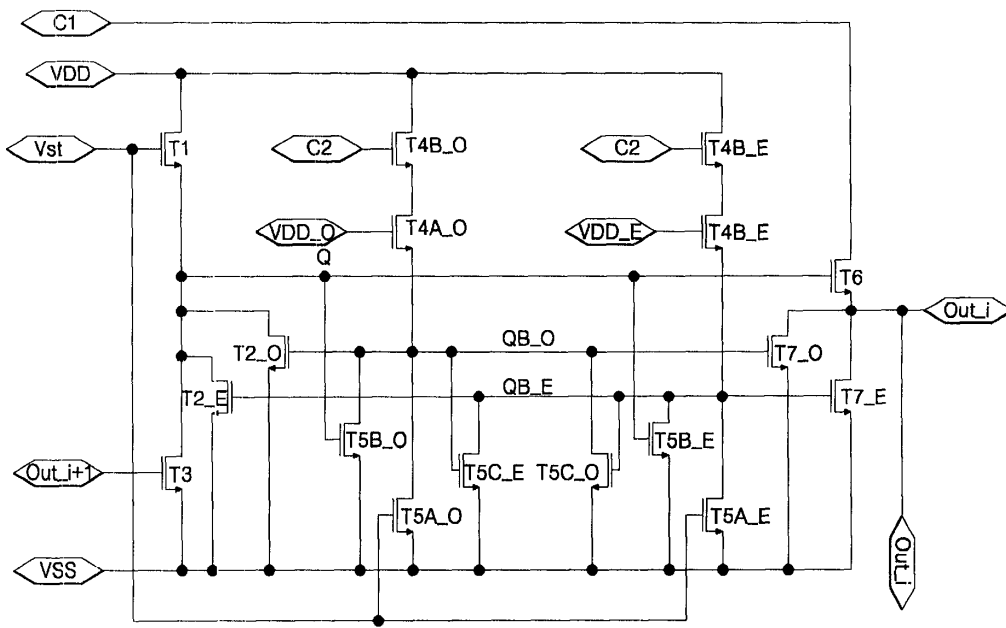 C1
VDD
Vst
T1
C2
T4B_O
C2
T4B_E
VDD_O
T4A_O
VDD_E
T4B_E
Q
T6
Out_i
T2_O
QB_O
T7_O
T2_E
QB_E
T7_E
T5B_O
T5B_E
Out_i+1
T3
T5C_E
T5C_O
T5A_O
T5A_E
VSS
Out_i